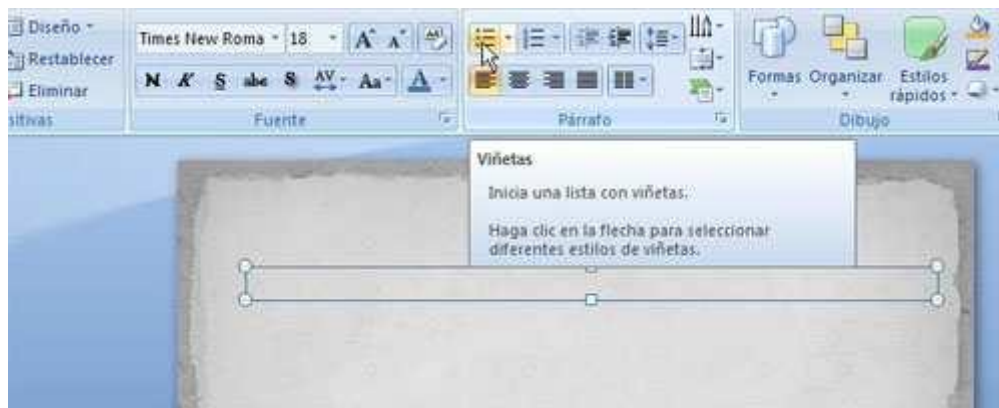 Diseño
Restablecer
Eliminar
sitivas
Times New Roma 18 A A
N K S abc S AV Aa A
Fuente
Párrafo
Formas Organizar Estilos rápidos
Dibujo
Viñetas
Inicia una lista con viñetas.
Haga clic en la flecha para seleccionar
diferentes estilos de viñetas.